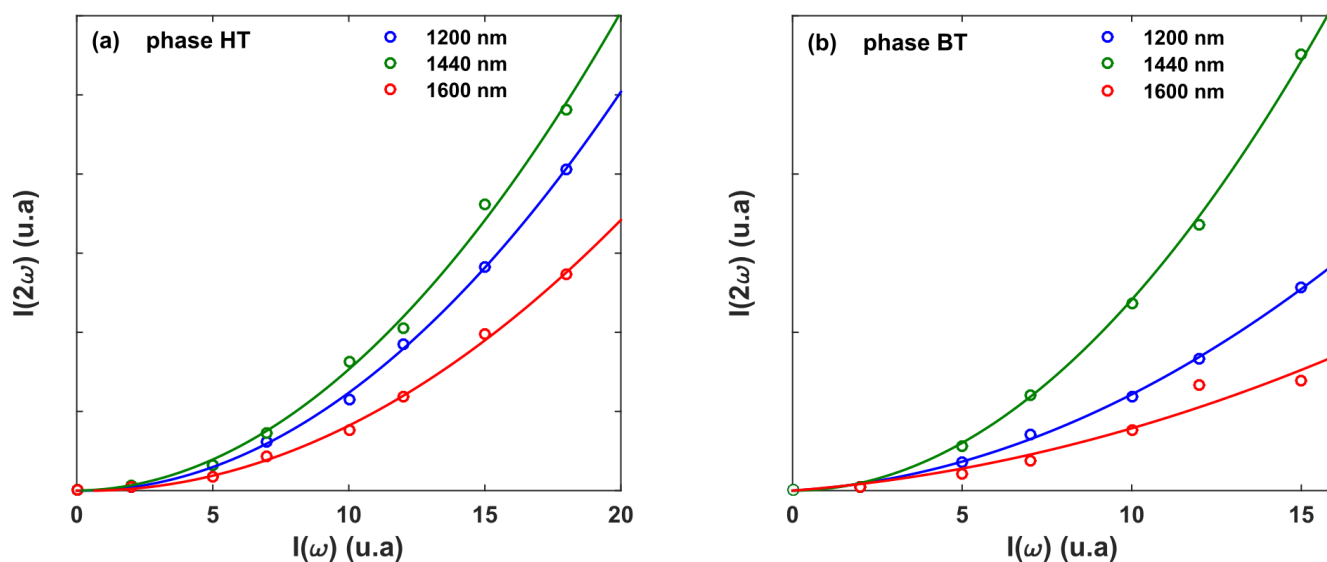 (a) phase HT
1200 nm
1440 nm
1600 nm
I(2ω) (u.a)
0 5 10 15 20
I(ω) (u.a)
(b) phase BT
1200 nm
1440 nm
1600 nm
I(2ω) (u.a)
0 5 10 15
I(ω) (u.a)